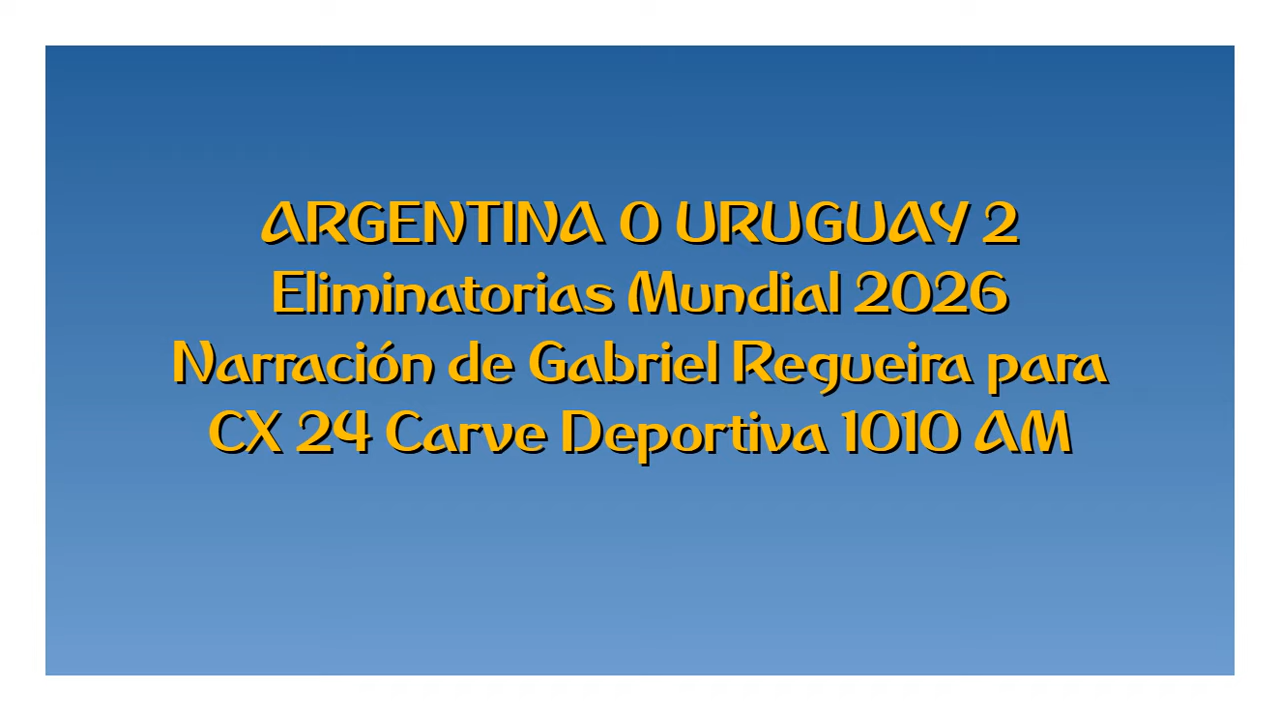 ARGENTINA 0 URUGUAY 2
Eliminatorias Mundial 2026
Narración de Gabriel Regueira para
CX 24 Carve Deportiva 1010 AM